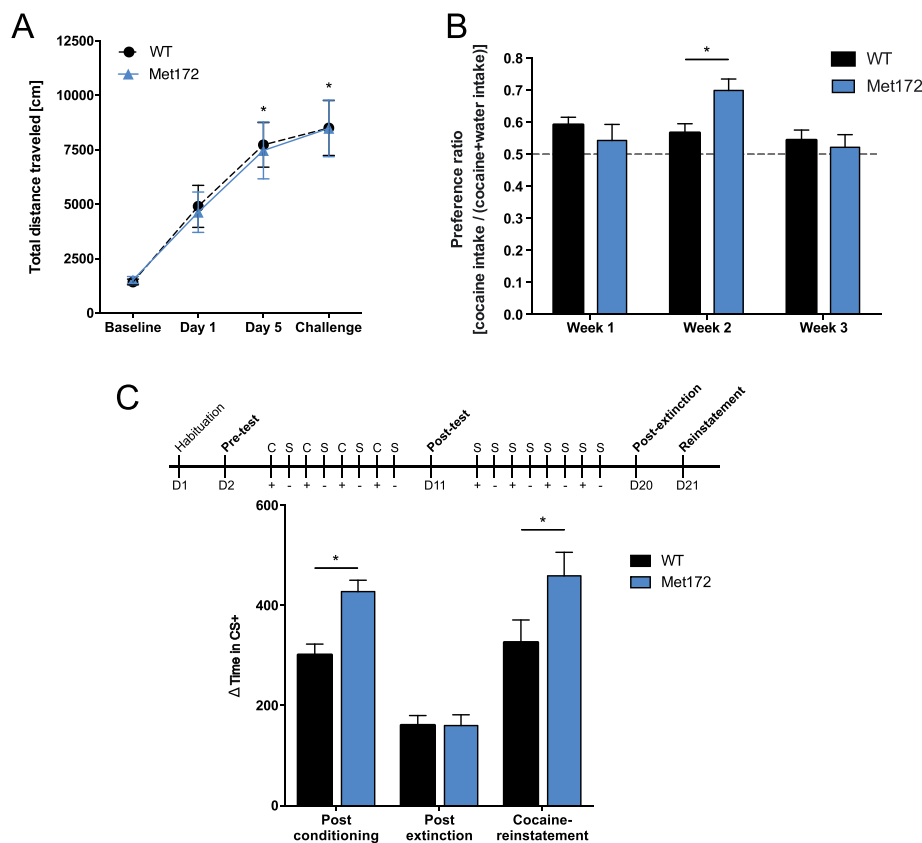 A
Total distance traveled [cm]
12500
10000
7500
5000
2500
0
WT
Met172
*
*
Baseline Day 1 Day 5 Challenge
B
Preference ratio
[cocaine intake / (cocaine+water intake)]
0.9
0.8
0.7
0.6
0.5
0.4
0.3
0.2
0.1
0.0
*
WT
Met172
Week 1 Week 2 Week 3
C
Habituation Pre-test C S C S C S C S Post-test S S S S S S S S Post-extinction Reinstatement
D1 D2 + - + - + - + - D11 + - + - + - + - D20 D21
Δ Time in CS+
600
400
200
0
*
*
WT
Met172
Post
conditioning
Post
extinction
Cocaine-
reinstatement